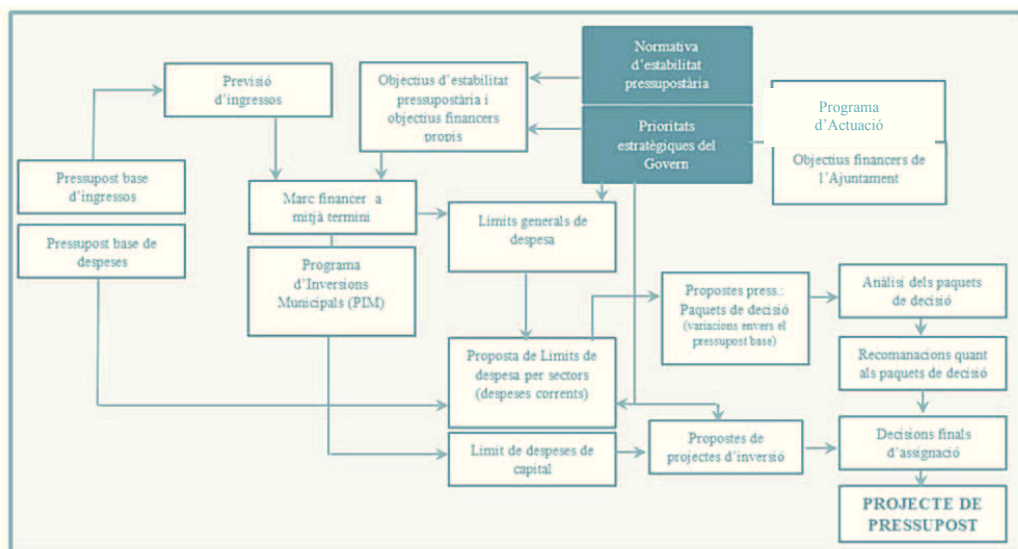 Normativa
d'estabilitat
pressupostària
Previsió
d'ingressos
Objectius d'estabilitat
pressupostària i
objectius financers
propis
Programa
d'Actuació
Prioritats
estratègiques del
Govern
Objectius financers de
l'Ajuntament
Pressupost base
d'ingressos
Marc financer a
mitjà termini
Límits generals de
despesa
Pressupost base de
despeses
Programa
d'Inversions
Municipals (PIM)
Propostes press.:
Paquets de decisió
(variacions envers el
pressupost base)
Anàlisi dels paquets
de decisió
Proposta de Límits de
despesa per sectors
(despeses corrents)
Recomanacions quant
als paquets de decisió
Límit de despeses de
capital
Propostes de
projectes d'inversió
Decisions finals
d'assignació
PROJECTE DE
PRESSUPOST